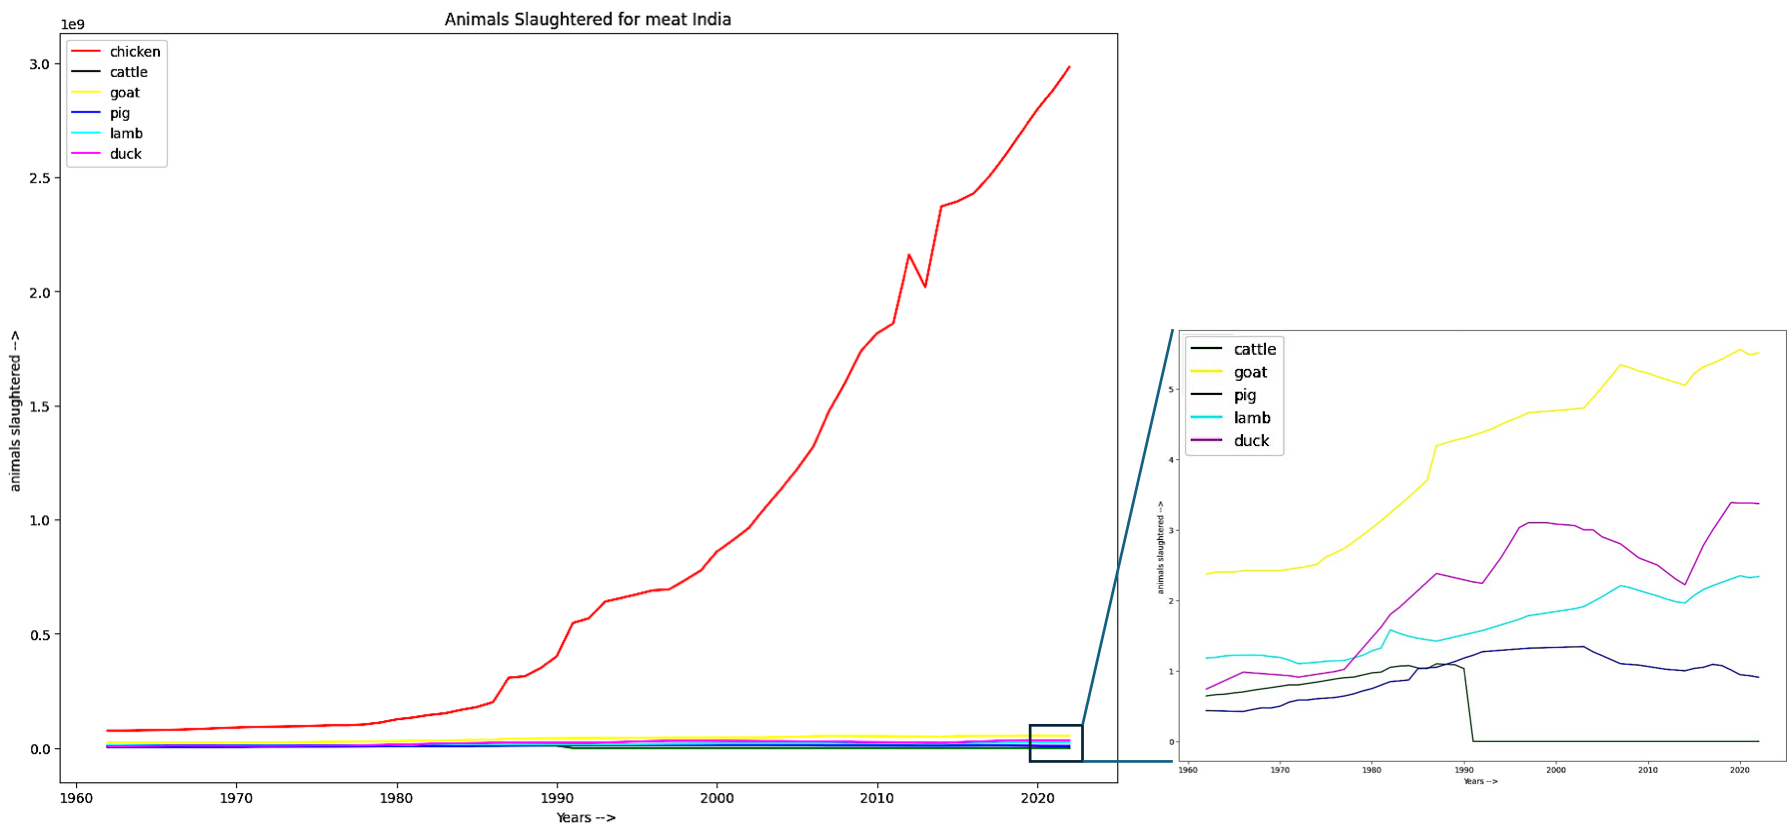 Animals Slaughtered for meat India
1e9
chicken
cattle
goat
pig
lamb
duck
3.0
2.5
2.0
1.5
1.0
0.5
0.0
animals slaughtered -->
1960 1970 1980 1990 2000 2010 2020
Years -->
cattle
goat
pig
lamb
duck
5
4
3
2
1
0
animals slaughtered -->
1960 1970 1980 1990 2000 2010 2020
Years -->